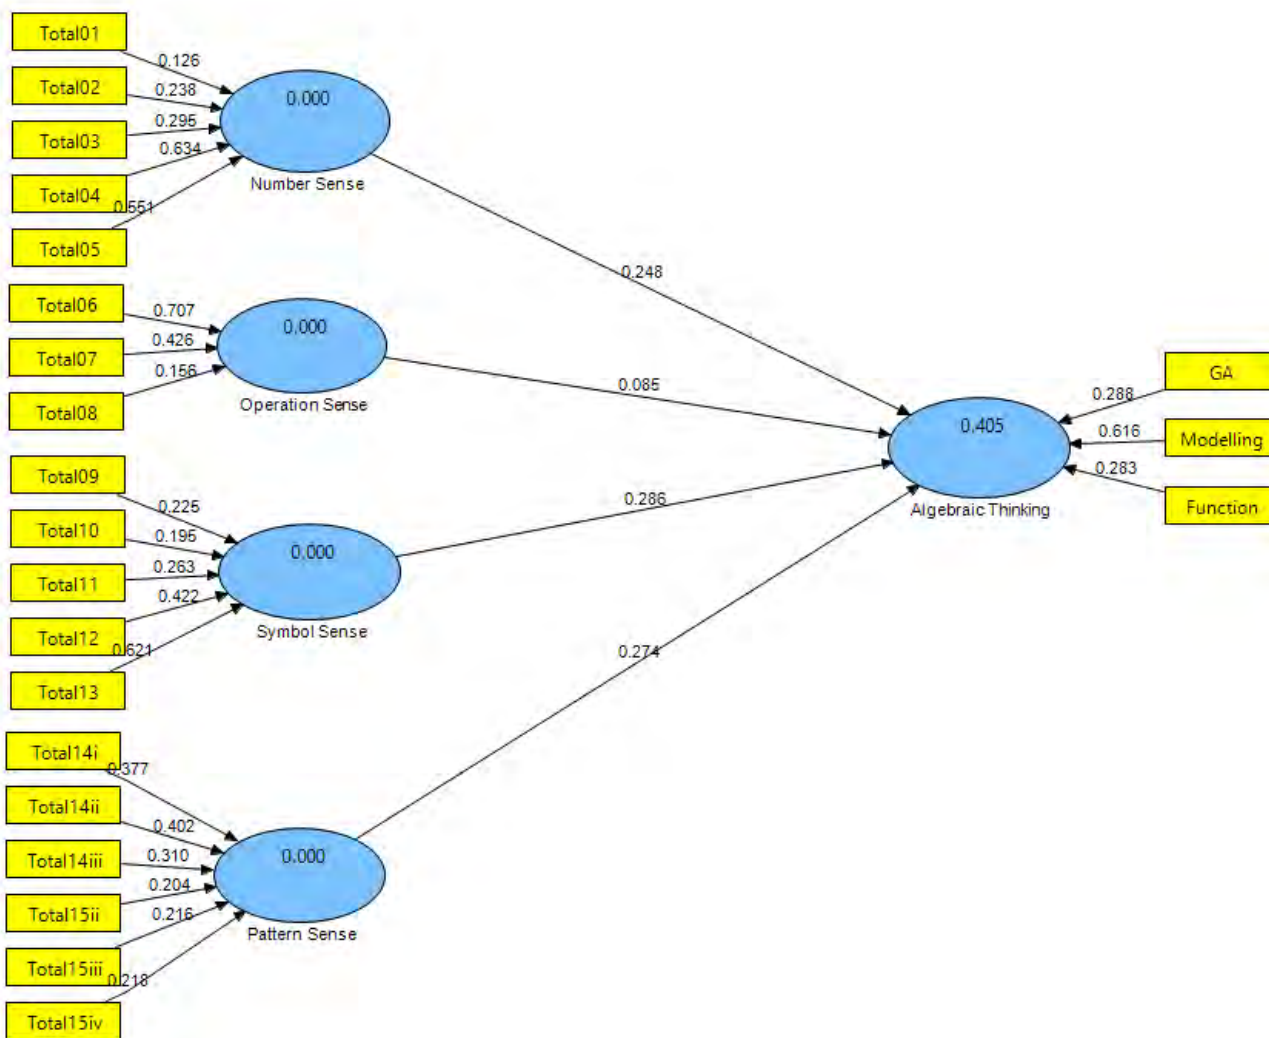 Total01
0.126
Total02
0.238
Total03
0.295
Total04
0.634
Total05
0.551
0.000
Number Sense
0.248
Total06
0.707
Total07
0.426
Total08
0.156
0.000
Operation Sense
0.085
Total09
0.225
Total10
0.195
Total11
0.263
Total12
0.422
Total13
0.621
0.000
Symbol Sense
0.286
Total14i
0.377
Total14ii
0.402
Total14iii
0.310
Total15ii
0.204
Total15iii
0.216
Total15iv
0.218
0.000
Pattern Sense
0.274
0.405
Algebraic Thinking
GA
0.288
Modelling
0.616
Function
0.283